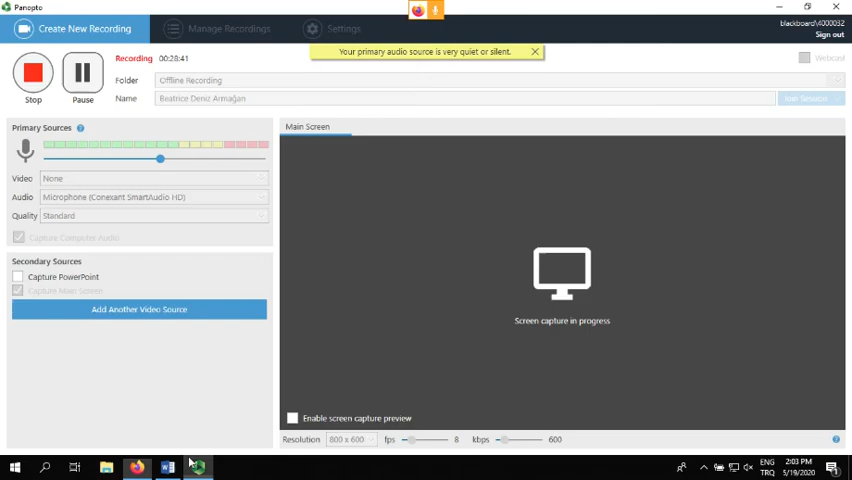 Panopto
Create New Recording
Manage Recordings
Settings
blackboard\4000032
Sign out
Your primary audio source is very quiet or silent.
Recording 00:28:41
Webcast
Folder Offline Recording
Name Beatrice Deniz Armağan
Join Session
Stop
Pause
Primary Sources
Main Screen
Video None
Audio Microphone (Conexant SmartAudio HD)
Quality Standard
Capture Computer Audio
Secondary Sources
Capture PowerPoint
Capture Main Screen
Add Another Video Source
Screen capture in progress
Enable screen capture preview
Resolution 800 x 600 fps 8 kbps 600
ENG
TRQ
2:03 PM
5/19/2020